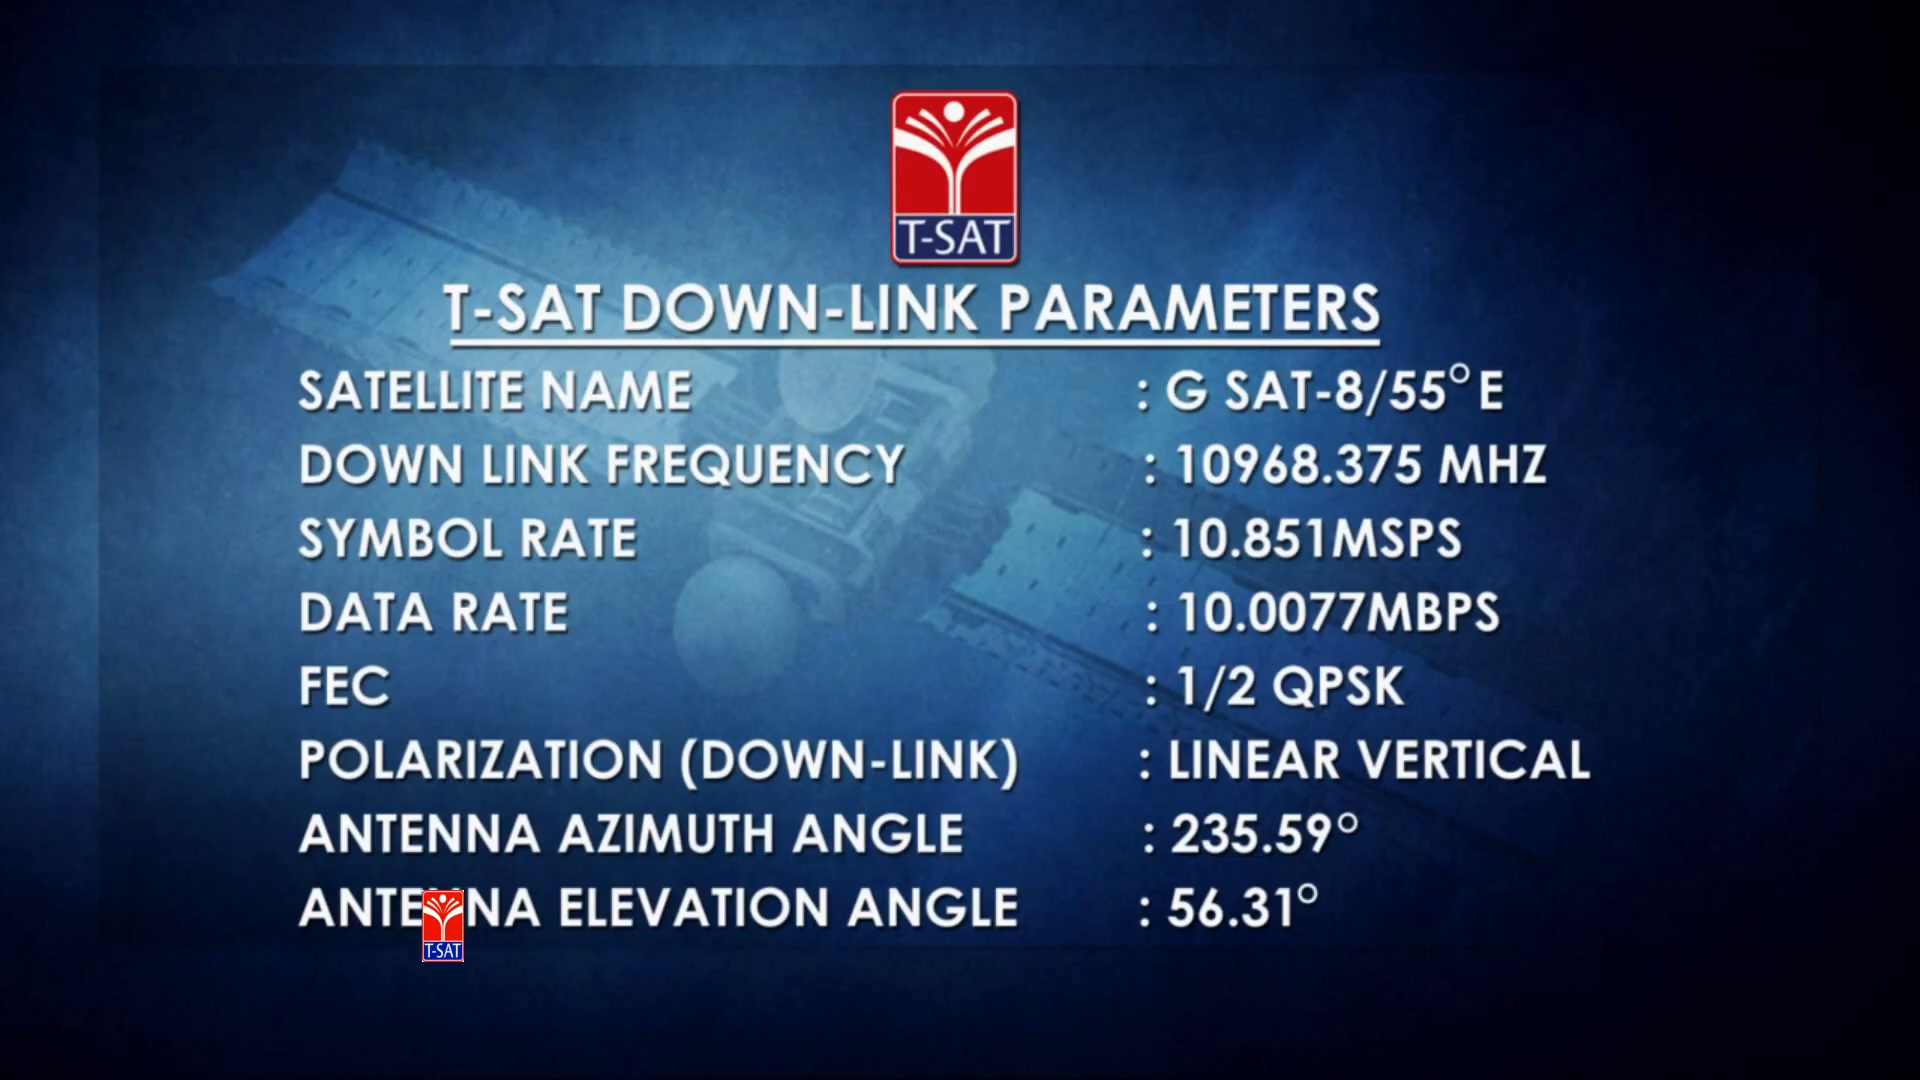 T-SAT
T-SAT DOWN-LINK PARAMETERS
SATELLITE NAME : G SAT-8/55° E
DOWN LINK FREQUENCY : 10968.375 MHZ
SYMBOL RATE : 10.851MSPS
DATA RATE : 10.0077MBPS
FEC : 1/2 QPSK
POLARIZATION (DOWN-LINK) : LINEAR VERTICAL
ANTENNA AZIMUTH ANGLE : 235.59°
ANTENNA ELEVATION ANGLE : 56.31°
T-SAT